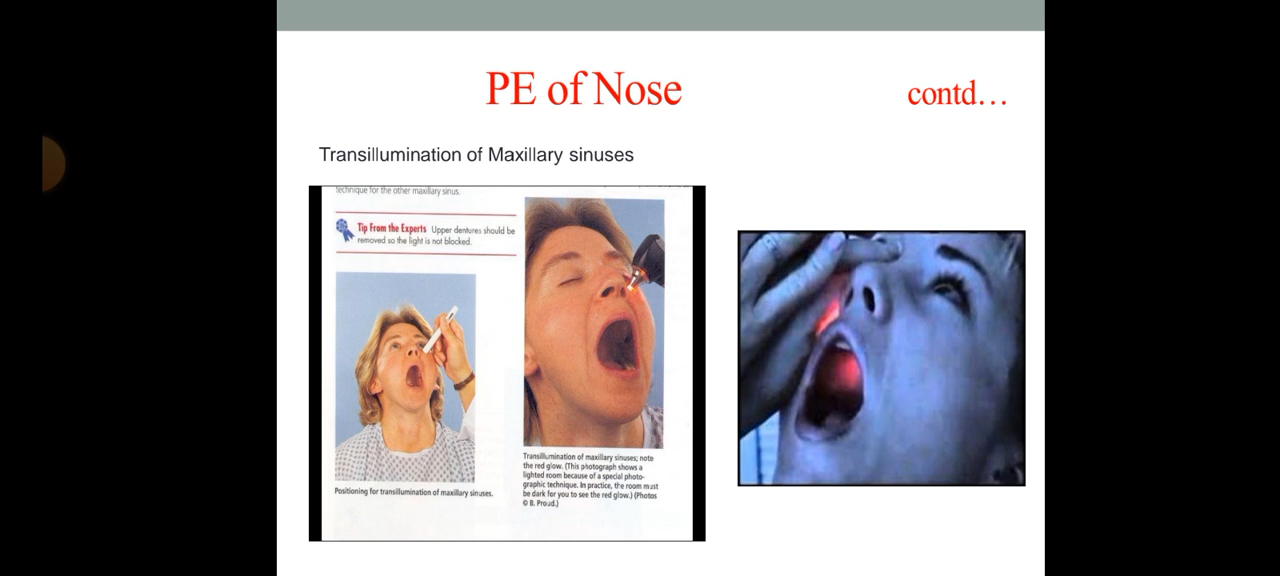 PE of Nose
contd…
Transillumination of Maxillary sinuses
technique for the other maxillary sinus.
Tip From the Experts Upper dentures should be
removed so the light is not blocked.
Positioning for transillumination of maxillary sinuses.
Transillumination of maxillary sinuses; note
the red glow. (This photograph shows a
lighted room because of a special photo-
graphic technique. In practice, the room must
be dark for you to see the red glow.) (Photos
© B. Proud.)